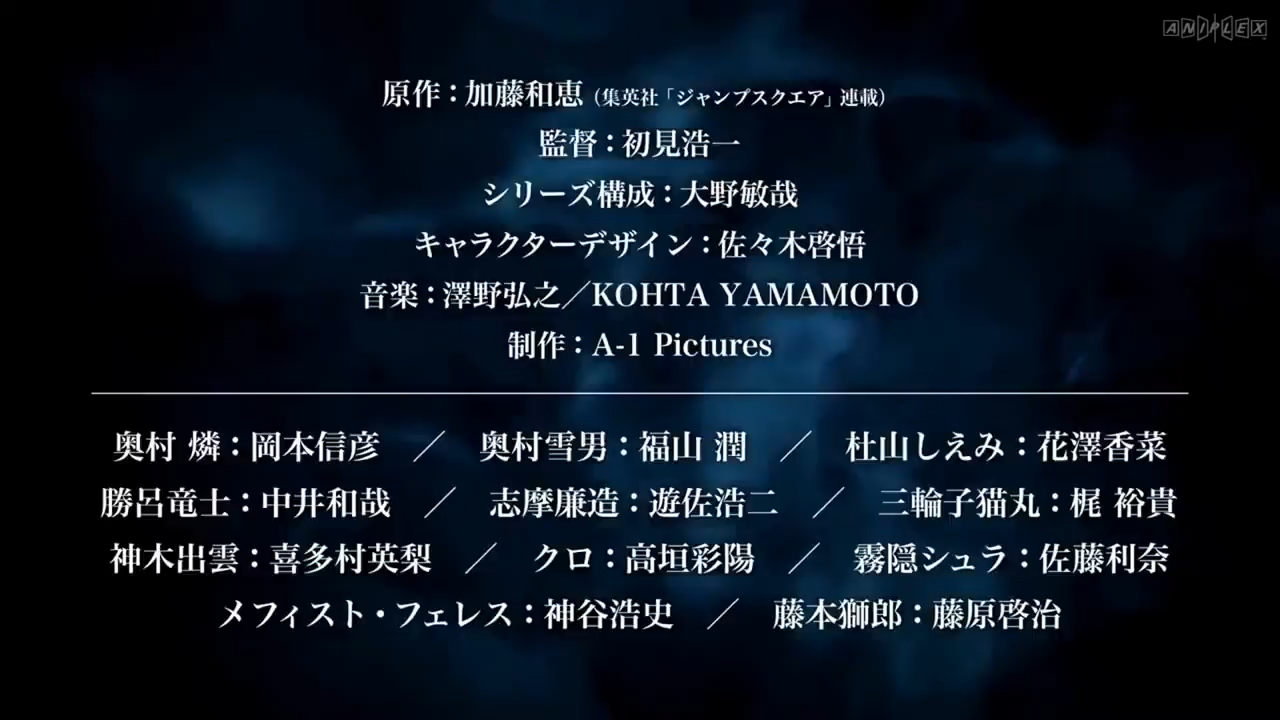 ANIPLEX
原作：加藤和恵（集英社「ジャンプスクエア」連載）
監督：初見浩一
シリーズ構成：大野敏哉
キャラクターデザイン：佐々木啓悟
音楽：澤野弘之／KOHTA YAMAMOTO
制作：A-1 Pictures
奥村 燐：岡本信彦 ／ 奥村雪男：福山 潤 ／ 杜山しえみ：花澤香菜
勝呂竜士：中井和哉 ／ 志摩廉造：遊佐浩二 ／ 三輪子猫丸：梶 裕貴
神木出雲：喜多村英梨 ／ クロ：高垣彩陽 ／ 霧隠シュラ：佐藤利奈
メフィスト・フェレス：神谷浩史 ／ 藤本獅郎：藤原啓治